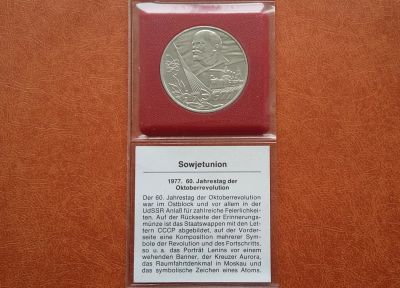 Sowjetunion
1977. 60. Jahrestag der
Oktoberrevolution
Der 60. Jahrestag der Oktoberrevolution
war im Ostblock und vor allem in der
UdSSR Anlaß für zahlreiche Feierlichkei-
ten. Auf der Rückseite der Erinnerungs-
münze ist das Staatswappen mit den Let-
tern CCCP abgebildet, auf der Vorder-
seite eine Komposition mehrerer Sym-
bole der Revolution und des Fortschritts,
so u. a. das Porträt Lenins vor einem
wehenden Banner, der Kreuzer Aurora,
das Raumfahrtdenkmal in Moskau und
das symbolische Zeichen eines Atoms.